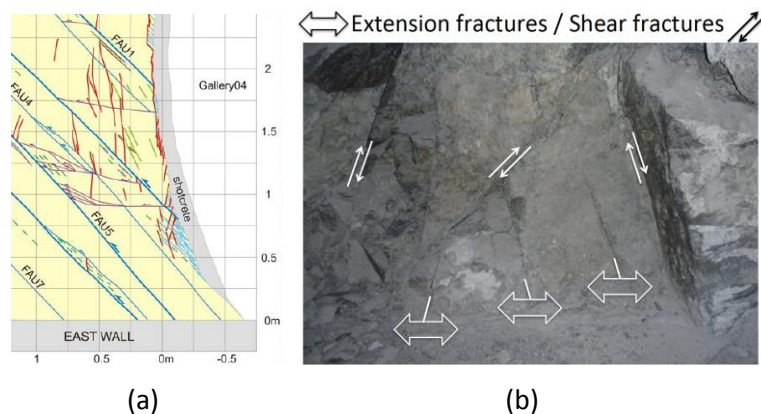 Extension fractures / Shear fractures
FAU1
2
Gallery04
FAU4
1.5
1
shotcrete
FAU5
0.5
FAU7
0m
EAST WALL
1 0.5 0m -0.5
(a) (b)